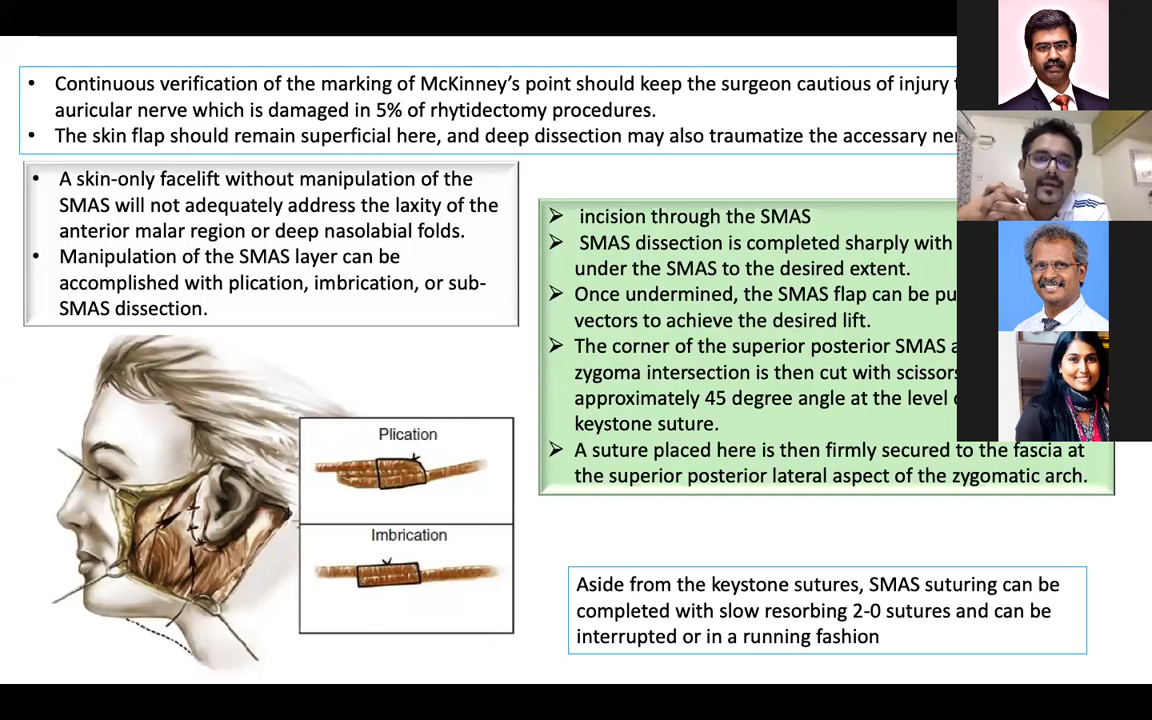 • Continuous verification of the marking of McKinney's point should keep the surgeon cautious of injury
auricular nerve which is damaged in 5% of rhytidectomy procedures.
• The skin flap should remain superficial here, and deep dissection may also traumatize the accessary
• A skin-only facelift without manipulation of the
SMAS will not adequately address the laxity of the
anterior malar region or deep nasolabial folds.
• Manipulation of the SMAS layer can be
accomplished with plication, imbrication, or sub-
SMAS dissection.
➢ incision through the SMAS
➢ SMAS dissection is completed sharply with
under the SMAS to the desired extent.
➢ Once undermined, the SMAS flap can be
vectors to achieve the desired lift.
➢ The corner of the superior posterior SMAS
zygoma intersection is then cut with scissors
approximately 45 degree angle at the level
keystone suture.
➢ A suture placed here is then firmly secured to the fascia at
the superior posterior lateral aspect of the zygomatic arch.
Plication
Imbrication
Aside from the keystone sutures, SMAS suturing can be
completed with slow resorbing 2-0 sutures and can be
interrupted or in a running fashion